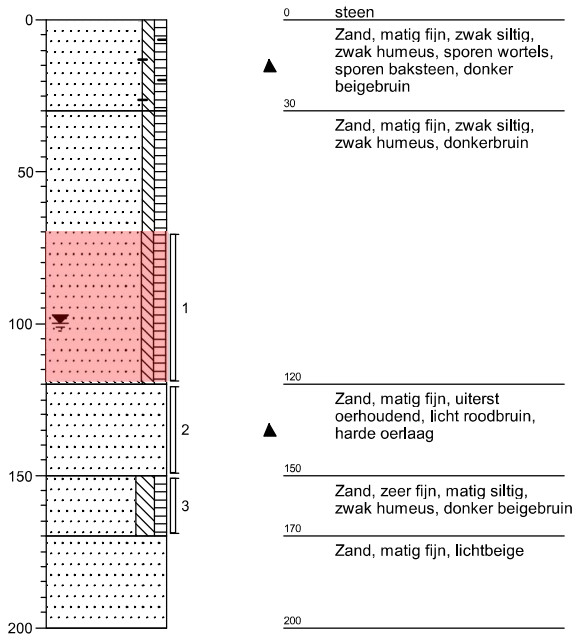 0
steen
Zand, matig fijn, zwak siltig,
zwak humeus, sporen wortels,
sporen baksteen, donker
beigebruin
30
Zand, matig fijn, zwak siltig,
zwak humeus, donkerbruin
120
Zand, matig fijn, uiterst
oerhoudend, licht roodbruin,
harde oerlaag
150
Zand, zeer fijn, matig siltig,
zwak humeus, donker beigebruin
170
Zand, matig fijn, lichtbeige
200
0
50
100
150
200
1
2
3